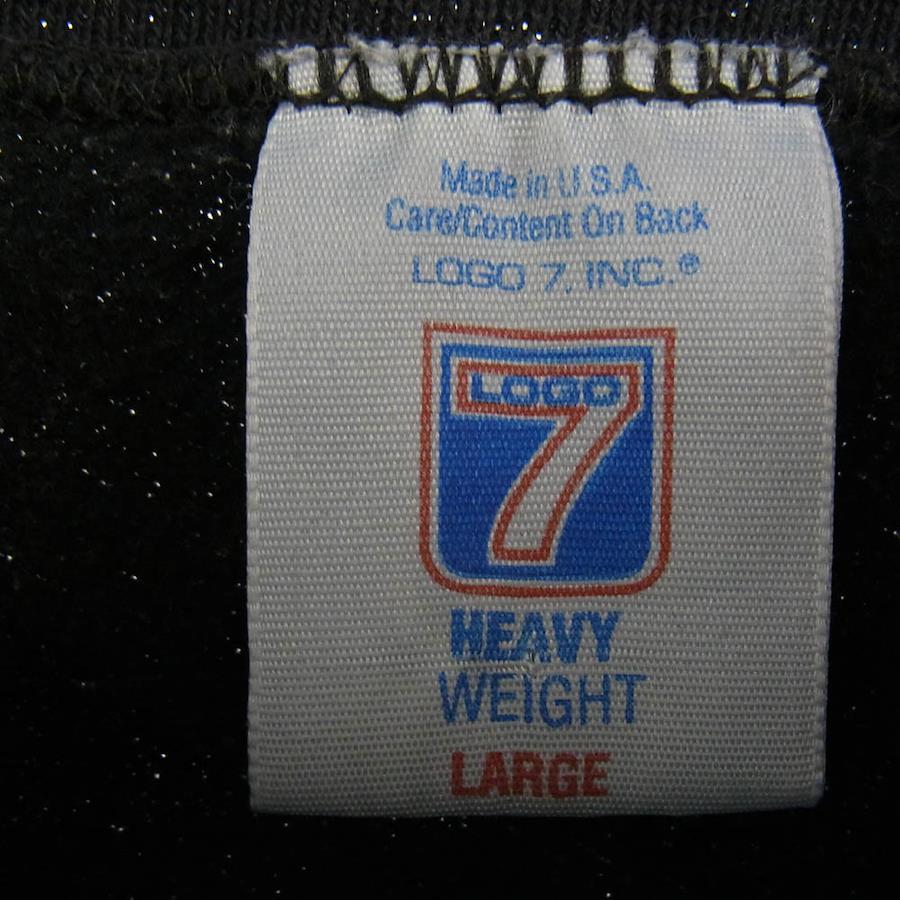 Made in U.S.A.
Care/Content On Back
LOGO 7, INC.®
LOGO
7
HEAVY
WEIGHT
LARGE